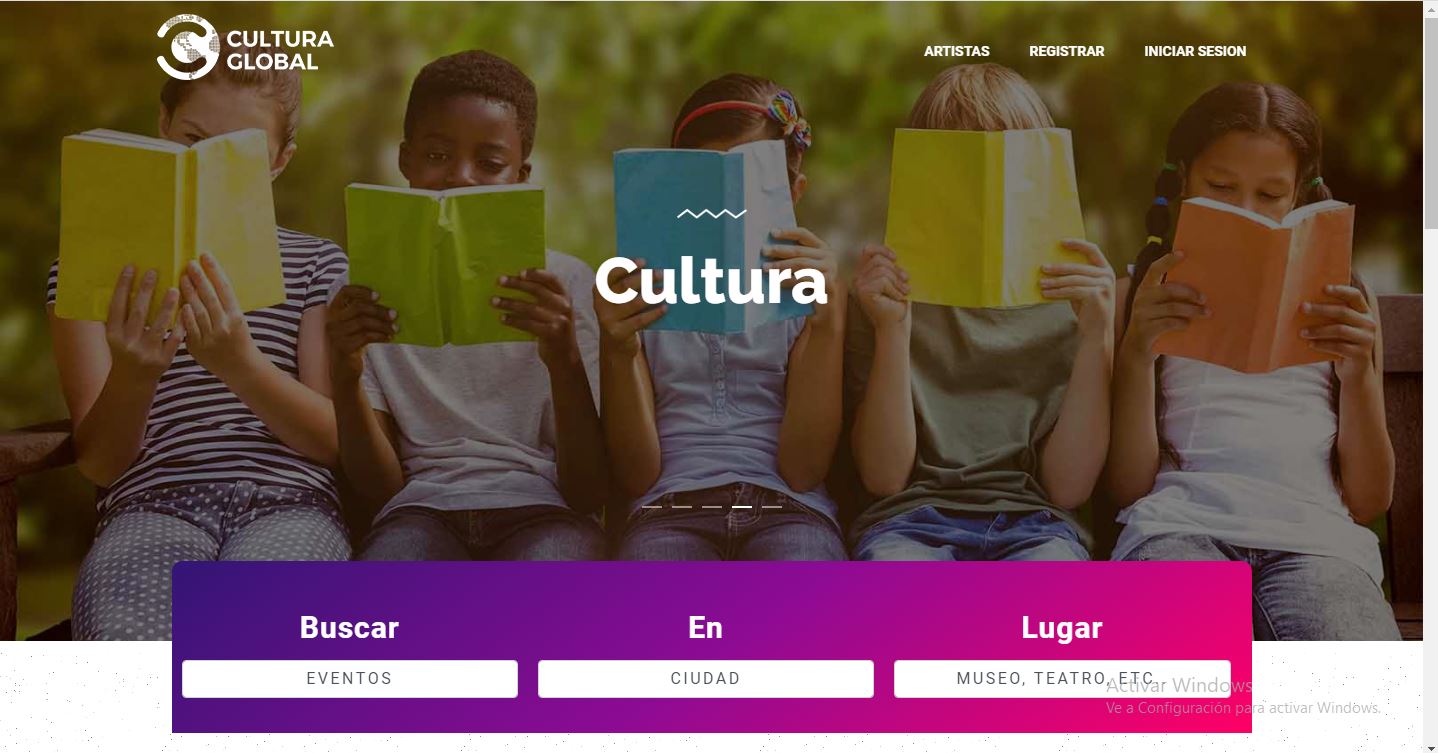 CULTURA
GLOBAL
ARTISTAS
REGISTRAR
INICIAR SESION
Cultura
Buscar
En
Lugar
EVENTOS
CIUDAD
MUSEO, TEATRO, ETC..
Activar Windows
Ve a Configuración para activar Windows.